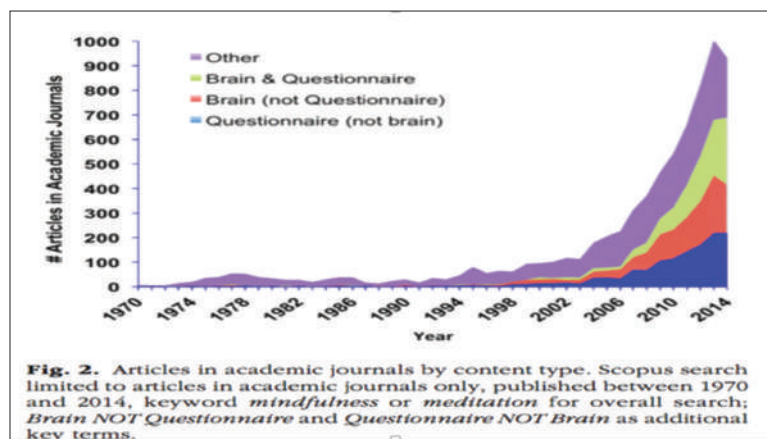 1000
900
800
700
600
500
400
300
200
100
0
# Articles in Academic Journals
Other
Brain & Questionnaire
Brain (not Questionnaire)
Questionnaire (not brain)
1970
1974
1978
1982
1986
1990
1994
1998
2002
2006
2010
2014
Year
Fig. 2. Articles in academic journals by content type. Scopus search
limited to articles in academic journals only, published between 1970
and 2014, keyword mindfulness or meditation for overall search;
Brain NOT Questionnaire and Questionnaire NOT Brain as additional
key terms.